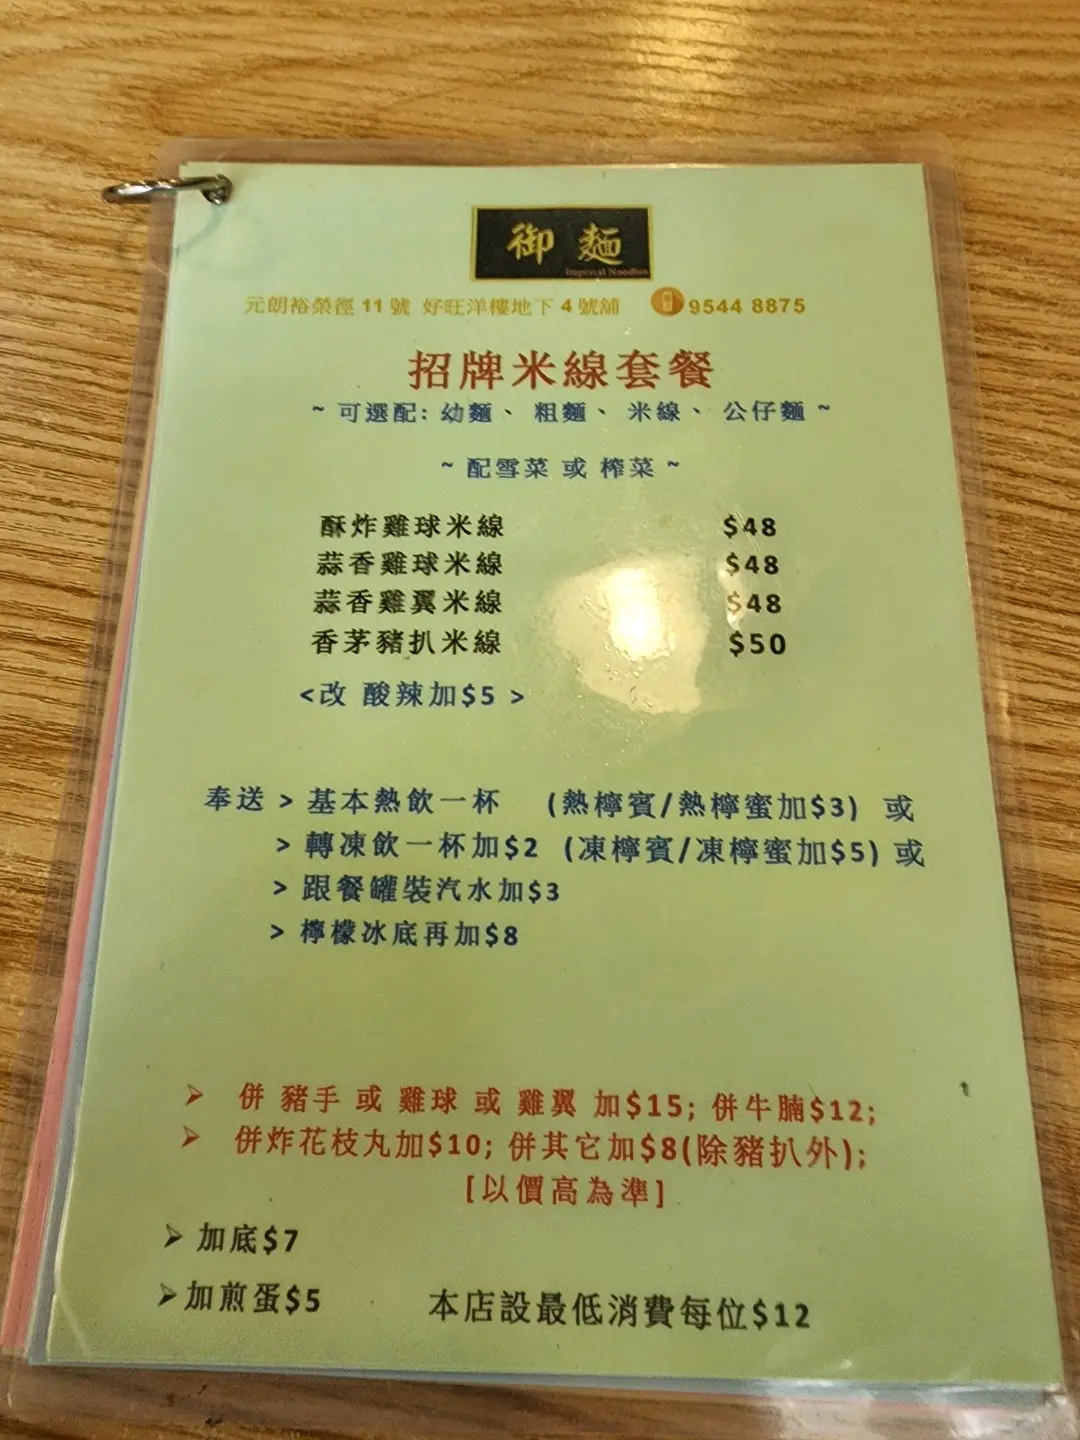 御麵
Imperial Noodles
元朗裕榮徑 11 號 好旺洋樓地下 4 號舖 9544 8875
招牌米線套餐
~ 可選配: 幼麵、 粗麵、 米線、 公仔麵 ~
~ 配雪菜 或 榨菜 ~
酥炸雞球米線 $48
蒜香雞球米線 $48
蒜香雞翼米線 $48
香茅豬扒米線 $50
<改 酸辣加$5 >
奉送 > 基本熱飲一杯 (熱檸賓/熱檸蜜加$3) 或
> 轉凍飲一杯加$2 (凍檸賓/凍檸蜜加$5) 或
> 跟餐罐裝汽水加$3
> 檸檬冰底再加$8
➢ 併 豬手 或 雞球 或 雞翼 加$15; 併牛腩$12;
➢ 併炸花枝丸加$10; 併其它加$8(除豬扒外);
[以價高為準]
➢ 加底$7
➢加煎蛋$5 本店設最低消費每位$12